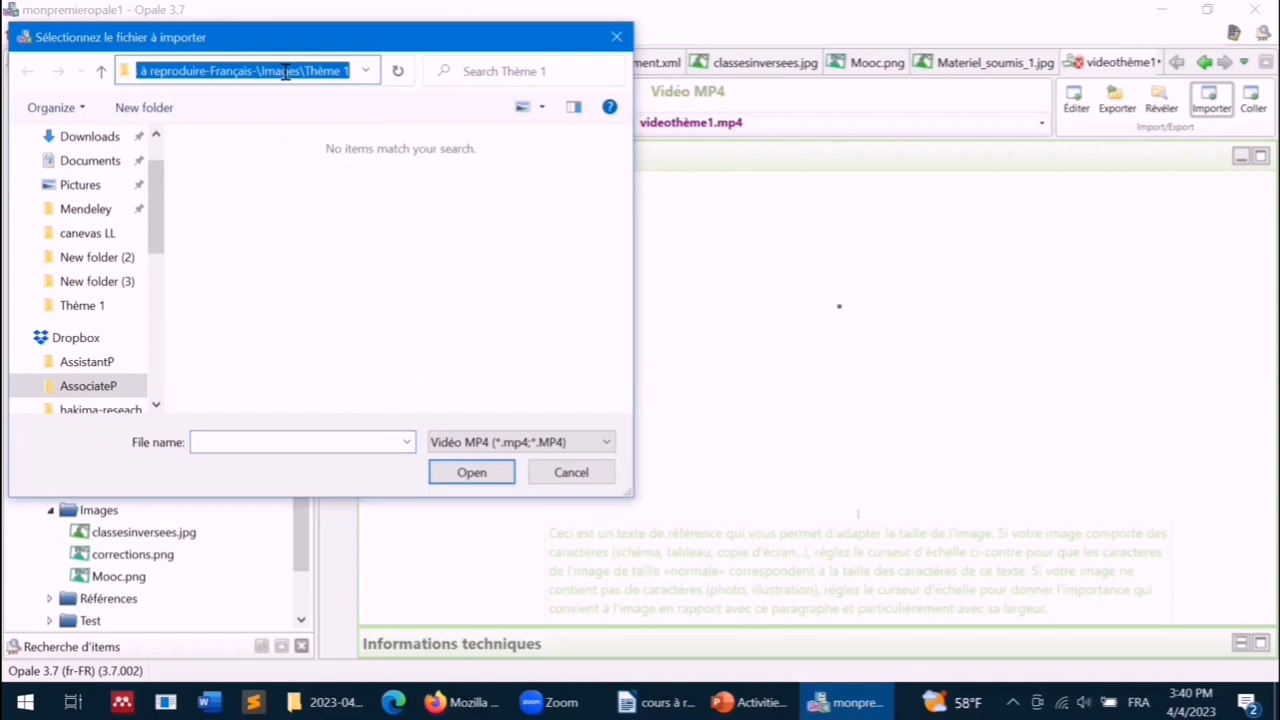 monpremieropale1 - Opale 3.7
Sélectionnez le fichier à importer
: à reproduire-Français-\Images\Thème 1
Search Thème 1
Organize
New folder
Downloads
Documents
Pictures
Mendeley
canevas LL
New folder (2)
New folder (3)
Thème 1
Dropbox
AssistantP
AssociateP
hakima-reseach
No items match your search.
File name:
Vidéo MP4 (*.mp4;*.MP4)
Open
Cancel
ment.xml
classesinversees.jpg
Mooc.png
Materiel_soumis_1.jpg
vidéothème1*
Vidéo MP4
videothème1.mp4
Éditer
Exporter
Révéler
Importer
Coller
Import/Export
Ceci est un texte de référence qui vous permet d'adapter la taille de l'image. Si votre image comporte des
caractères (schéma, tableau, copie d'écran...), réglez le curseur d'échelle ci-contre pour que les caractères
de l'image de taille «normale» correspondent à la taille des caractères de ce texte. Si votre image ne
contient pas de caractères (photo, illustration), réglez le curseur d'échelle pour donner l'importance qui
convient à l'image en rapport avec ce paragraphe et particulièrement avec sa largeur.
Informations techniques
Images
classesinversees.jpg
corrections.png
Mooc.png
Références
Test
Recherche d'items
Opale 3.7 (fr-FR) (3.7.002)
2023-04...
Mozilla ...
Zoom
cours à r...
Activitie...
monpre...
58°F
FRA
3:40 PM
4/4/2023
2